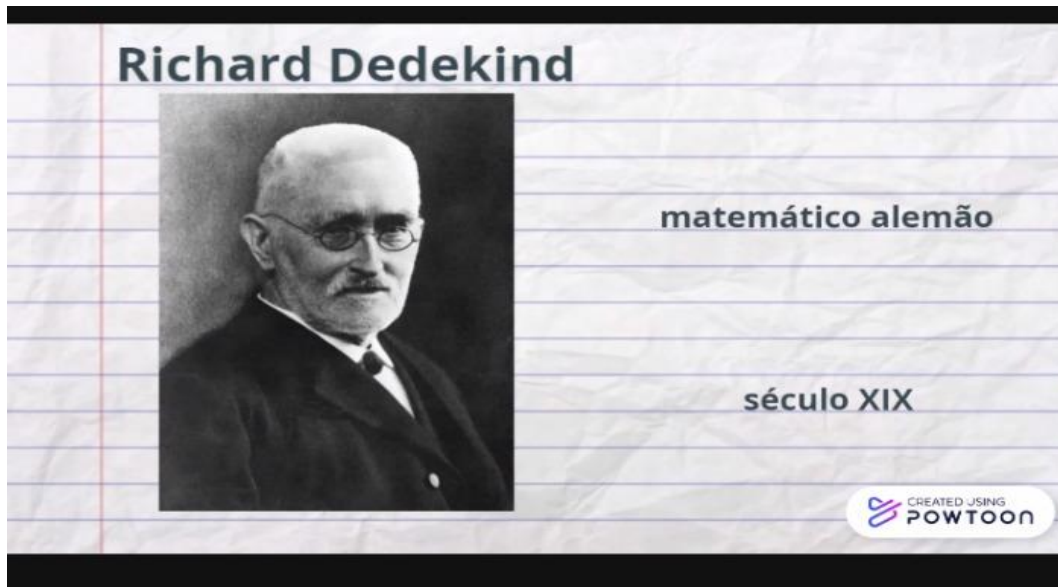 Richard Dedekind
matemático alemão
século XIX
CREATED USING
POWTOON